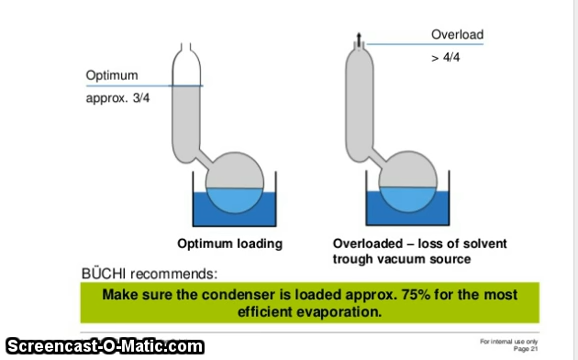 Overload
> 4/4
Optimum
approx. 3/4
Optimum loading
Overloaded – loss of solvent
trough vacuum source
BÜCHI recommends:
Make sure the condenser is loaded approx. 75% for the most
efficient evaporation.
Screencast-O-Matic.com
For internal use only
Page 21